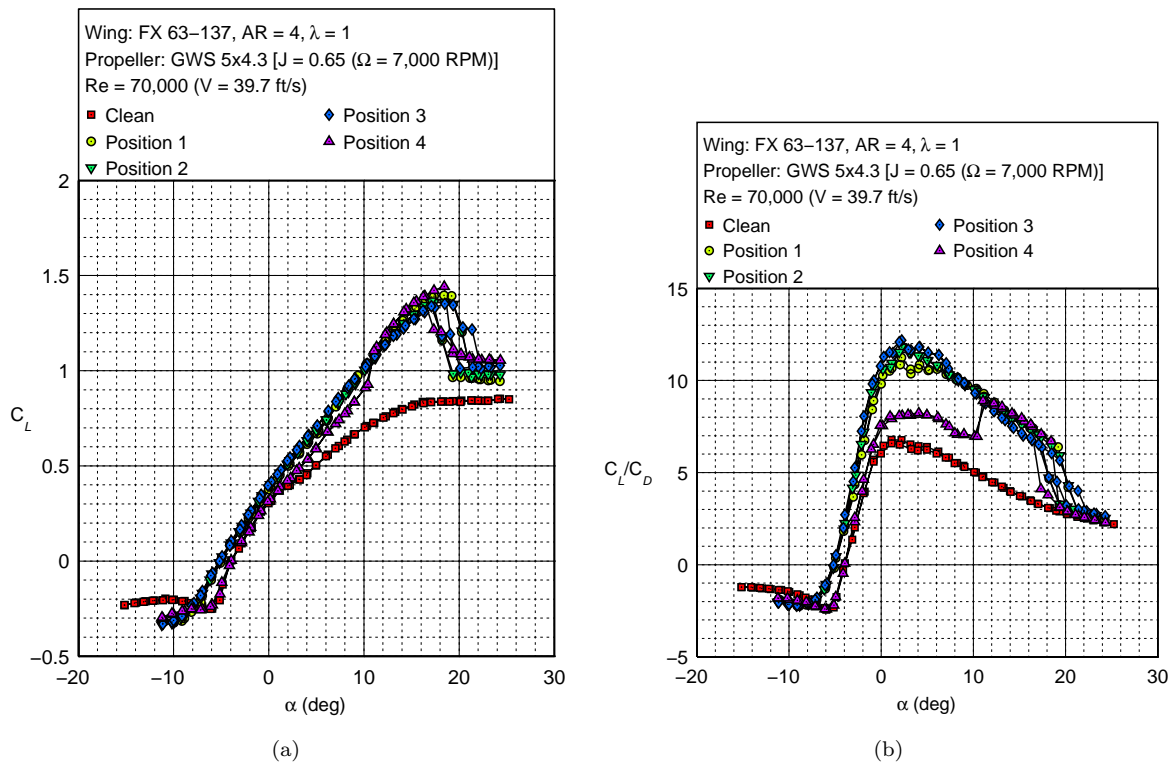 Wing: FX 63–137, AR = 4, λ = 1
Propeller: GWS 5x4.3 [J = 0.65 (Ω = 7,000 RPM)]
Re = 70,000 (V = 39.7 ft/s)
Clean
Position 3
Position 1
Position 4
Position 2
2
1.5
1
C_L
0.5
0
−0.5
−20
−10
0
10
20
30
α (deg)
(a)
Wing: FX 63–137, AR = 4, λ = 1
Propeller: GWS 5x4.3 [J = 0.65 (Ω = 7,000 RPM)]
Re = 70,000 (V = 39.7 ft/s)
Clean
Position 3
Position 1
Position 4
Position 2
15
10
5
C_L/C_D
0
−5
−20
−10
0
10
20
30
α (deg)
(b)